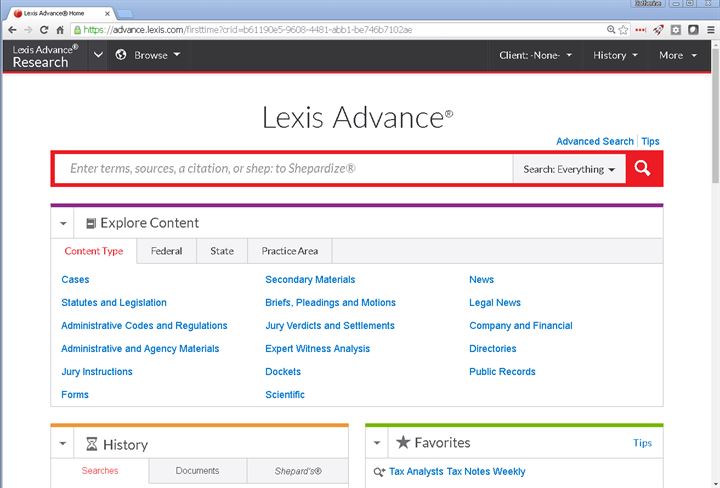 Lexis Advance® Home
https://advance.lexis.com/firsttime?crid=b61190e5-9608-4481-abb1-be746b7102ae
Lexis Advance®
Research
Browse
Client: -None-
History
More
Lexis Advance®
Advanced Search
Tips
Enter terms, sources, a citation, or shep: to Shepardize®
Search: Everything
Explore Content
Content Type
Federal
State
Practice Area
Cases
Secondary Materials
News
Statutes and Legislation
Briefs, Pleadings and Motions
Legal News
Administrative Codes and Regulations
Jury Verdicts and Settlements
Company and Financial
Administrative and Agency Materials
Expert Witness Analysis
Directories
Jury Instructions
Dockets
Public Records
Forms
Scientific
History
Favorites
Tips
Searches
Documents
Shepard's®
Tax Analysts Tax Notes Weekly